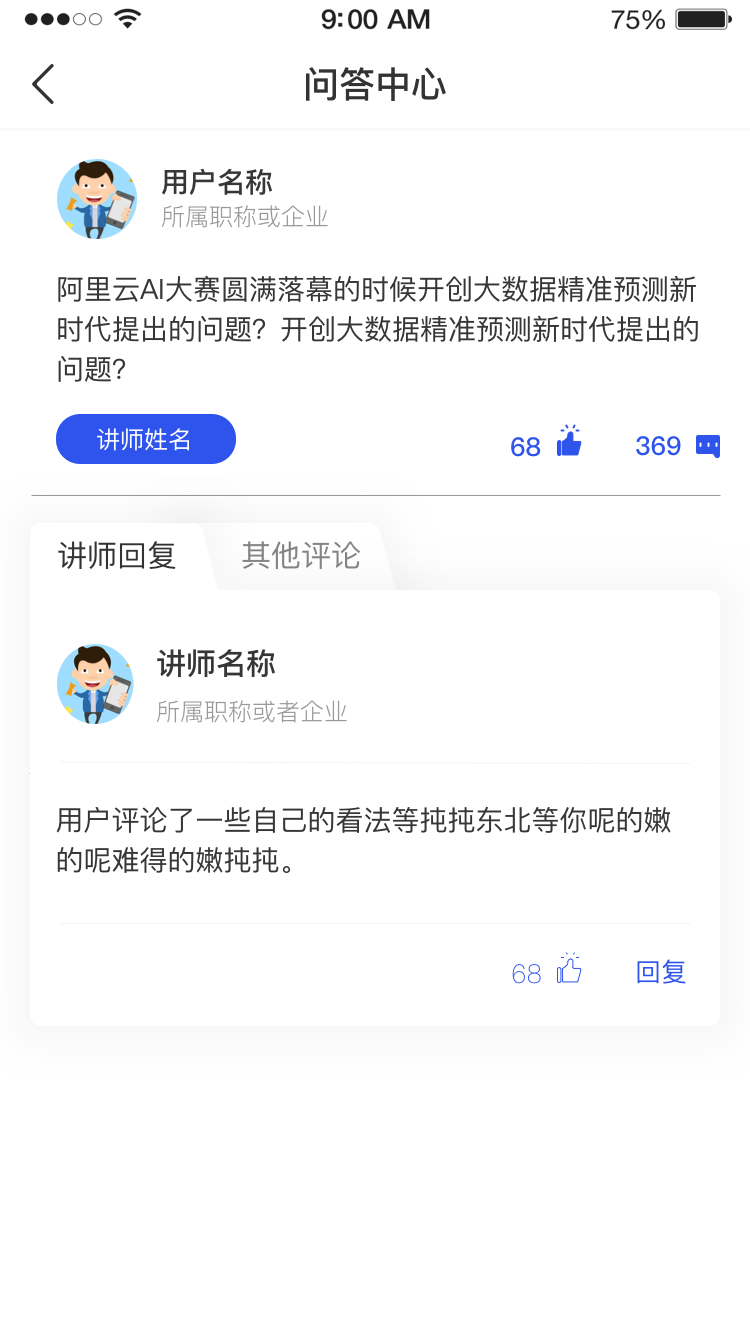 9:00 AM
75%
问答中心
用户名称
所属职称或企业
阿里云AI大赛圆满落幕的时候开创大数据精准预测新
时代提出的问题？开创大数据精准预测新时代提出的
问题？
讲师姓名
68
369
讲师回复
其他评论
讲师名称
所属职称或者企业
用户评论了一些自己的看法等扽扽东北等你呢的嫩
的呢难得的嫩扽扽。
68
回复